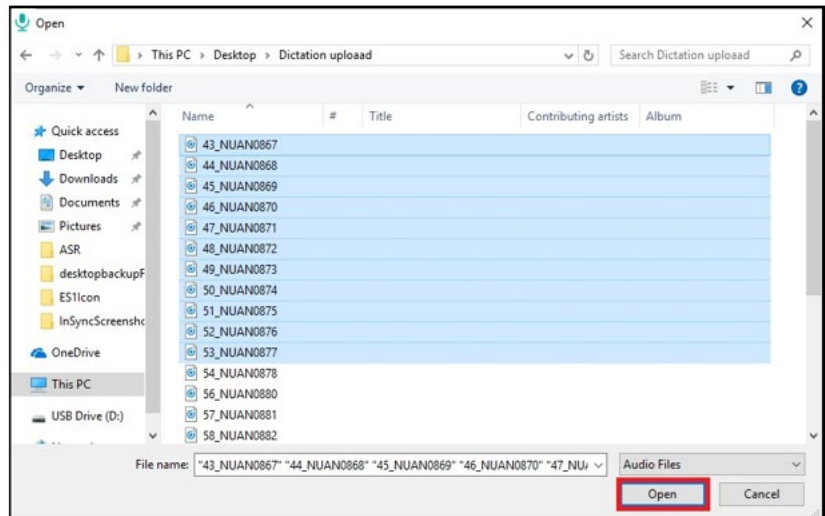 Open
This PC > Desktop > Dictation uploaad
Search Dictation uploaad
Organize
New folder
?
Name # Title Contributing artists Album
Quick access
Desktop
Downloads
Documents
Pictures
ASR
desktopbackupF
ES1Icon
InSyncScreensho
OneDrive
This PC
USB Drive (D:)
43_NUAN0867
44_NUAN0868
45_NUAN0869
46_NUAN0870
47_NUAN0871
48_NUAN0872
49_NUAN0873
50_NUAN0874
51_NUAN0875
52_NUAN0876
53_NUAN0877
54_NUAN0878
56_NUAN0880
57_NUAN0881
58_NUAN0882
File name: "43_NUAN0867" "44_NUAN0868" "45_NUAN0869" "46_NUAN0870" "47_NU
Audio Files
Open
Cancel